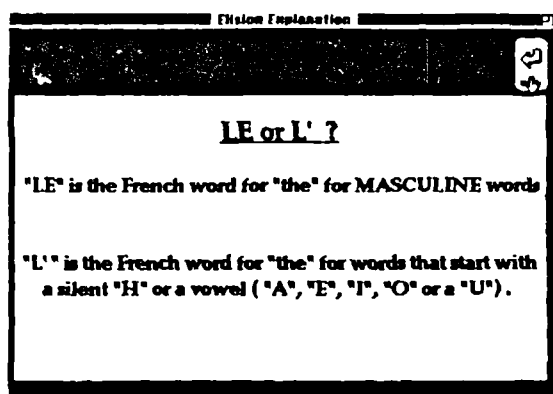 Elision Explanation
LE or L' ?
"LE" is the French word for "the" for MASCULINE words
"L'" is the French word for "the" for words that start with
a silent "H" or a vowel ( "A", "E", "I", "O" or a "U") .